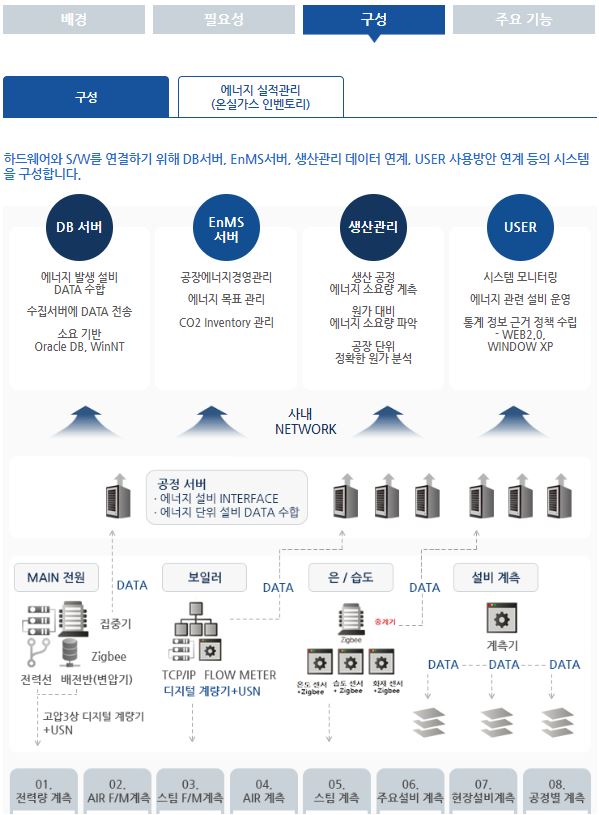 배경
필요성
구성
주요 기능
구성
에너지 실적관리
(온실가스 인벤토리)
하드웨어와 S/W를 연결하기 위해 DB서버, EnMS서버, 생산관리 데이터 연계, USER 사용방안 연계 등의 시스템
을 구성합니다.
DB 서버
에너지 발생 설비
DATA 수합
수집서버에 DATA 전송
소요 기반
Oracle DB, WinNT
EnMS
서버
공장에너지경영관리
에너지 목표 관리
CO2 Inventory 관리
생산관리
생산 공정
에너지 소요량 계측
원가 대비
에너지 소요량 파악
공장 단위
정확한 원가 분석
USER
시스템 모니터링
에너지 관련 설비 운영
통계 정보 근거 정책 수립
- WEB2.0,
WINDOW XP
사내
NETWORK
공정 서버
· 에너지 설비 INTERFACE
· 에너지 단위 설비 DATA 수합
MAIN 전원
DATA
집중기
Zigbee
전력선
배전반(변압기)
고압3상 디지털 계량기
+USN
보일러
DATA
TCP/IP
FLOW METER
디지털 계량기+USN
은 / 습도
DATA
중계기
Zigbee
온도 센서
+Zigbee
습도 센서
+ Zigbee
화재 센서
+Zigbee
설비 계측
계측기
DATA
DATA
DATA
01.
전력량 계측
02.
AIR F/M계측
03.
스팀 F/M계측
04.
AIR 계측
05.
스팀 계측
06.
주요설비 계측
07.
현장설비계측
08.
공정별 계측